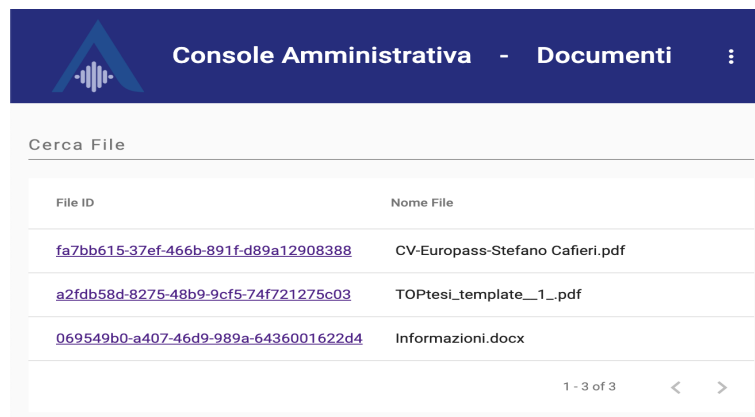 Console Amministrativa - Documenti
Cerca File
File ID Nome File
fa7bb615-37ef-466b-891f-d89a12908388 CV-Europass-Stefano Cafieri.pdf
a2fdb58d-8275-48b9-9cf5-74f721275c03 TOPtesi_template__1_.pdf
069549b0-a407-46d9-989a-6436001622d4 Informazioni.docx
1 - 3 of 3